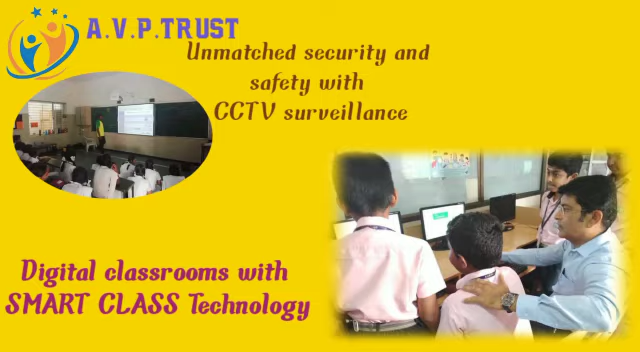 A.V.P.TRUST
Unmatched security and
safety with
CCTV surveillance
Digital classrooms with
SMART CLASS Technology